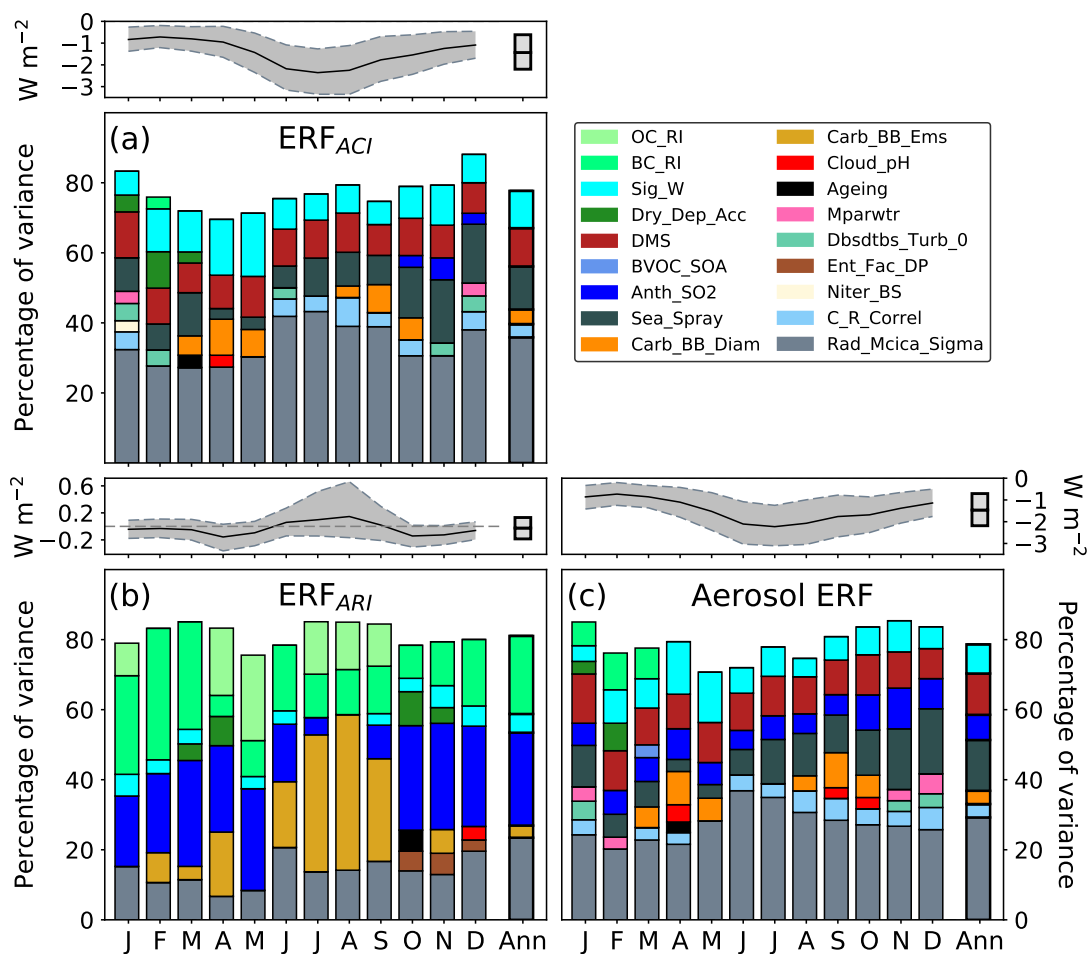 0
−1
−2
−3
W m−2
(a)
ERFACI
80
60
40
20
Percentage of variance
OC_RI
BC_RI
Sig_W
Dry_Dep_Acc
DMS
BVOC_SOA
Anth_SO2
Sea_Spray
Carb_BB_Diam
Carb_BB_Ems
Cloud_pH
Ageing
Mparwtr
Dbsdtbs_Turb_0
Ent_Fac_DP
Niter_BS
C_R_Correl
Rad_Mcica_Sigma
0.6
0.2
−0.2
W m−2
0
−1
−2
−3
W m−2
(b)
ERFARI
80
60
40
20
0
Percentage of variance
J F M A M J J A S O N D Ann
(c)
Aerosol ERF
80
60
40
20
0
Percentage of variance
J F M A M J J A S O N D Ann